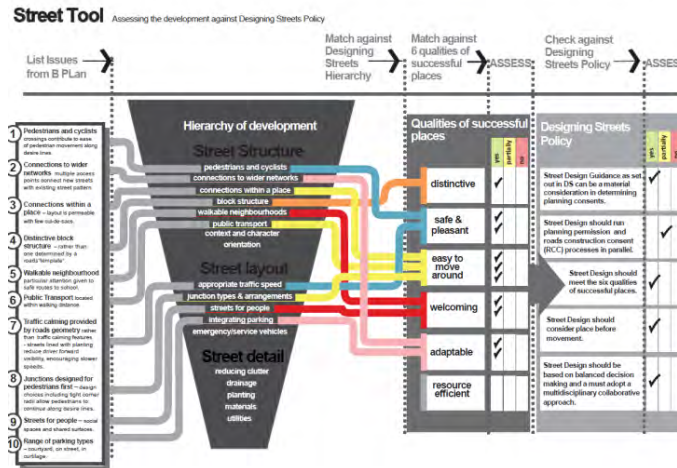 Street Tool Assessing the development against Designing Streets Policy
List Issues
from B PLan
Match against
Designing
Streets
Hierarchy
Match against
6 qualities of
successful
places
ASSESS
Check against
Designing
Streets Policy
ASSES
1 Pedestrians and cyclists
crossings contribute to ease
of pedestrian movement along
desire lines
2 Connections to wider
networks multiple access
points connect new streets
with existing street pattern
3 Connections within a
place – layout is permeable
with few cul-de-sacs.
4 Distinctive block
structure – rather than
one determined by a
roads "template"
5 Walkable neighbourhood
particular attention given to
safe routes to school.
6 Public Transport located
within walking distance.
7 Traffic calming provided
by roads geometry rather
than traffic calming features
– streets lined with planting
reduce driver forward
visibility, encouraging slower
speeds.
8 Junctions designed for
pedestrians first – design
choices including tight corner
radii allow pedestrians to
continue along desire lines.
9 Streets for people – social
spaces and shared surfaces.
10 Range of parking types
– courtyard, on street, in
curtilage.
Hierarchy of development
Street Structure
pedestrians and cyclists
connections to wider networks
connections within a place
block structure
walkable neighbourhoods
public transport
context and character
orientation
Street layout
appropriate traffic speed
junction types & arrangements
streets for people
integrating parking
emergency/service vehicles
Street detail
reducing clutter
drainage
planting
materials
utilities
Qualities of successful
places
yes
partially
no
distinctive
safe &
pleasant
easy to
move
around
welcoming
adaptable
resource
efficient
Designing Streets
Policy
yes
partially
no
Street Design Guidance as set
out in DS can be a material
consideration in determining
planning consents.
Street Design should run
planning permission and
roads construction consent
(RCC) processes in parallel.
Street Design should
meet the six qualities
of successful places.
Street Design should
consider place before
movement.
Street Design should be
based on balanced decision
making and a must adopt a
multidisciplinary collaborative
approach.